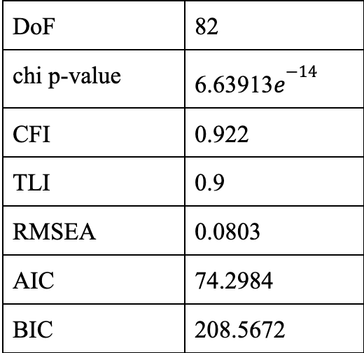 DoF 82
chi p-value 6.63913e⁻¹⁴
CFI 0.922
TLI 0.9
RMSEA 0.0803
AIC 74.2984
BIC 208.5672